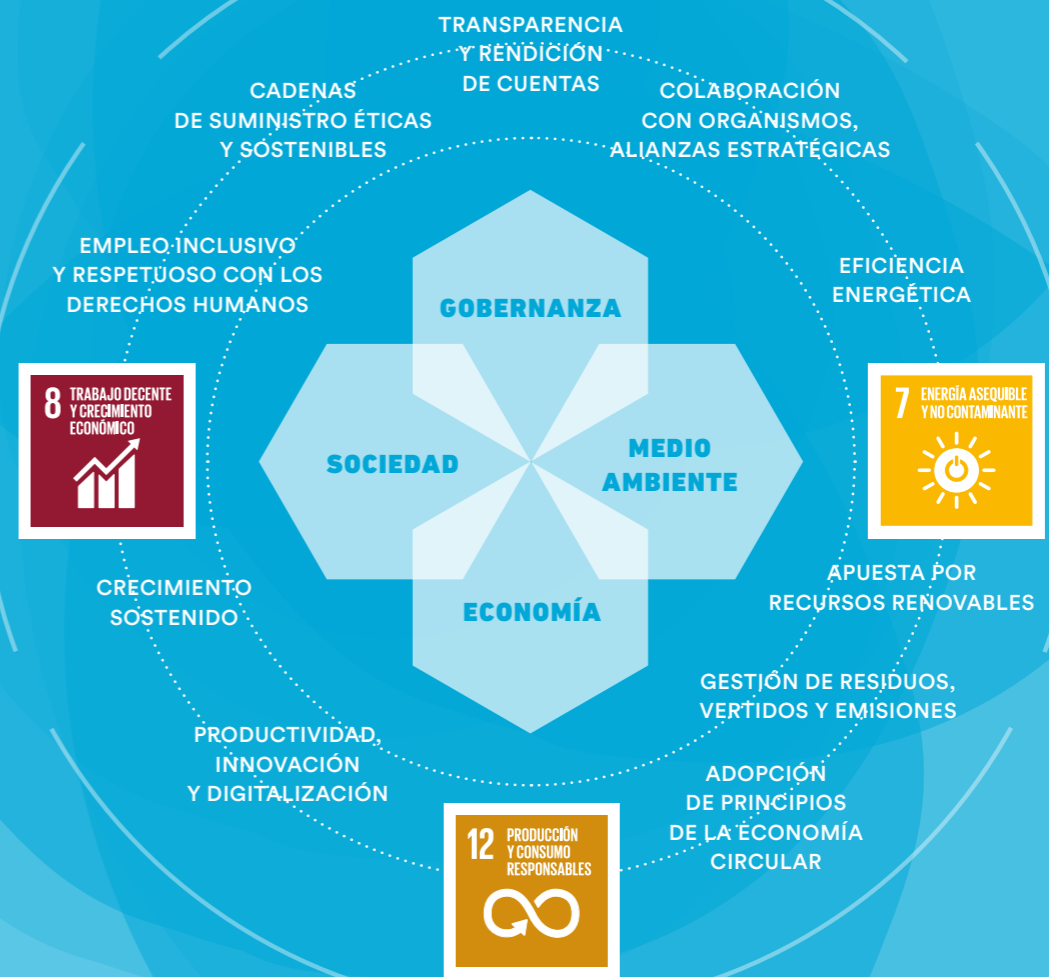 TRANSPARENCIA
Y RENDICIÓN
DE CUENTAS
CADENAS
DE SUMINISTRO ÉTICAS
Y SOSTENIBLES
COLABORACIÓN
CON ORGANISMOS,
ALIANZAS ESTRATÉGICAS
EMPLEO INCLUSIVO
Y RESPETUOSO CON LOS
DERECHOS HUMANOS
EFICIENCIA
ENERGÉTICA
GOBERNANZA
8 TRABAJO DECENTE
Y CRECIMIENTO
ECONÓMICO
SOCIEDAD
MEDIO
AMBIENTE
7 ENERGÍA ASEQUIBLE
Y NO CONTAMINANTE
ECONOMÍA
CRECIMIENTO
SOSTENIDO
APUESTA POR
RECURSOS RENOVABLES
GESTIÓN DE RESIDUOS,
VERTIDOS Y EMISIONES
PRODUCTIVIDAD,
INNOVACIÓN
Y DIGITALIZACIÓN
ADOPCIÓN
DE PRINCIPIOS
DE LA ECONOMÍA
CIRCULAR
12 PRODUCCIÓN
Y CONSUMO
RESPONSABLES